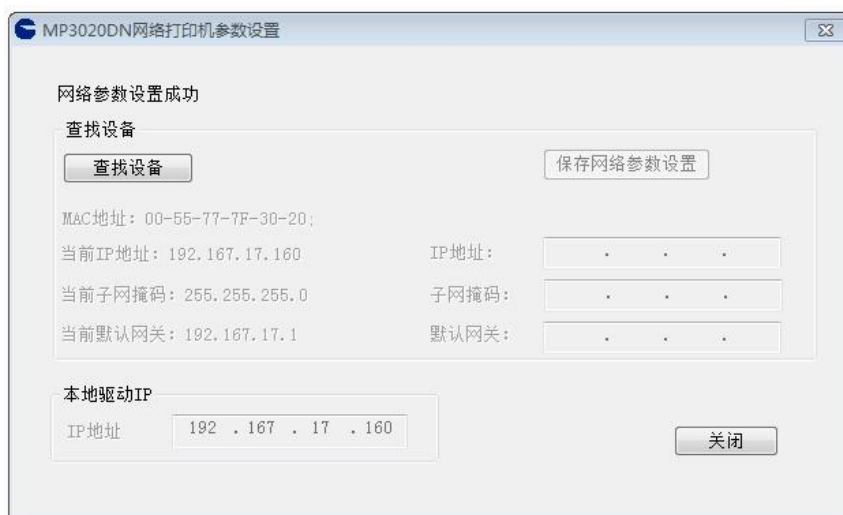 MP3020DN网络打印机参数设置
网络参数设置成功
查找设备
查找设备 保存网络参数设置
MAC地址: 00-55-77-7F-30-20;
当前IP地址: 192.167.17.160 IP地址: . . .
当前子网掩码: 255.255.255.0 子网掩码: . . .
当前默认网关: 192.167.17.1 默认网关: . . .
本地驱动IP
IP地址 192 . 167 . 17 . 160
关闭